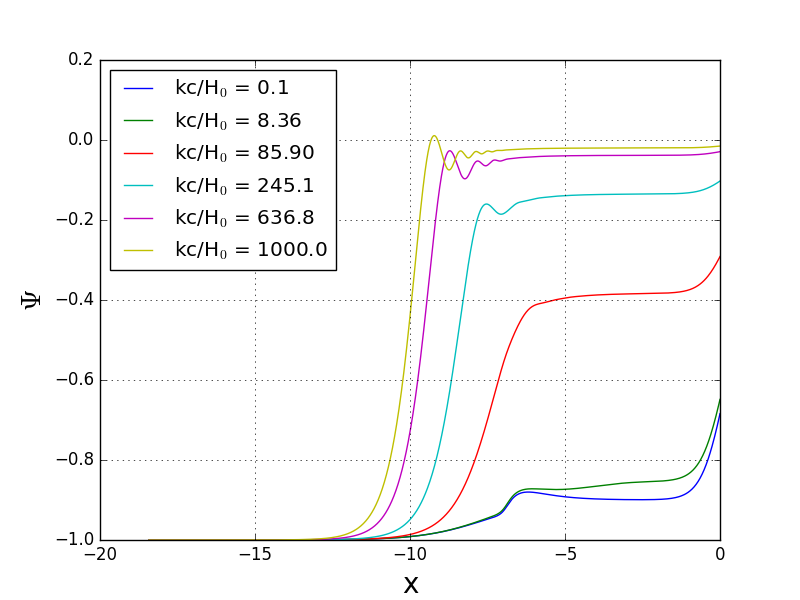 0.2
0.0
−0.2
−0.4
−0.6
−0.8
−1.0
Ψ
kc/H₀ = 0.1
kc/H₀ = 8.36
kc/H₀ = 85.90
kc/H₀ = 245.1
kc/H₀ = 636.8
kc/H₀ = 1000.0
−20 −15 −10 −5 0
x